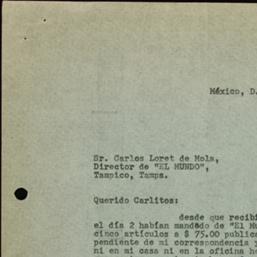 México, D.
Sr. Carlos Loret de Mola,
Director de "EL MUNDO",
Tampico, Tamps.
Querido Carlitos:
desde que recibí
el día 2 habían mandado de "El Mu
cinco artículos a $ 75.00 public
pendiente de mi correspondencia y
ni en mi casa ni en la oficina he